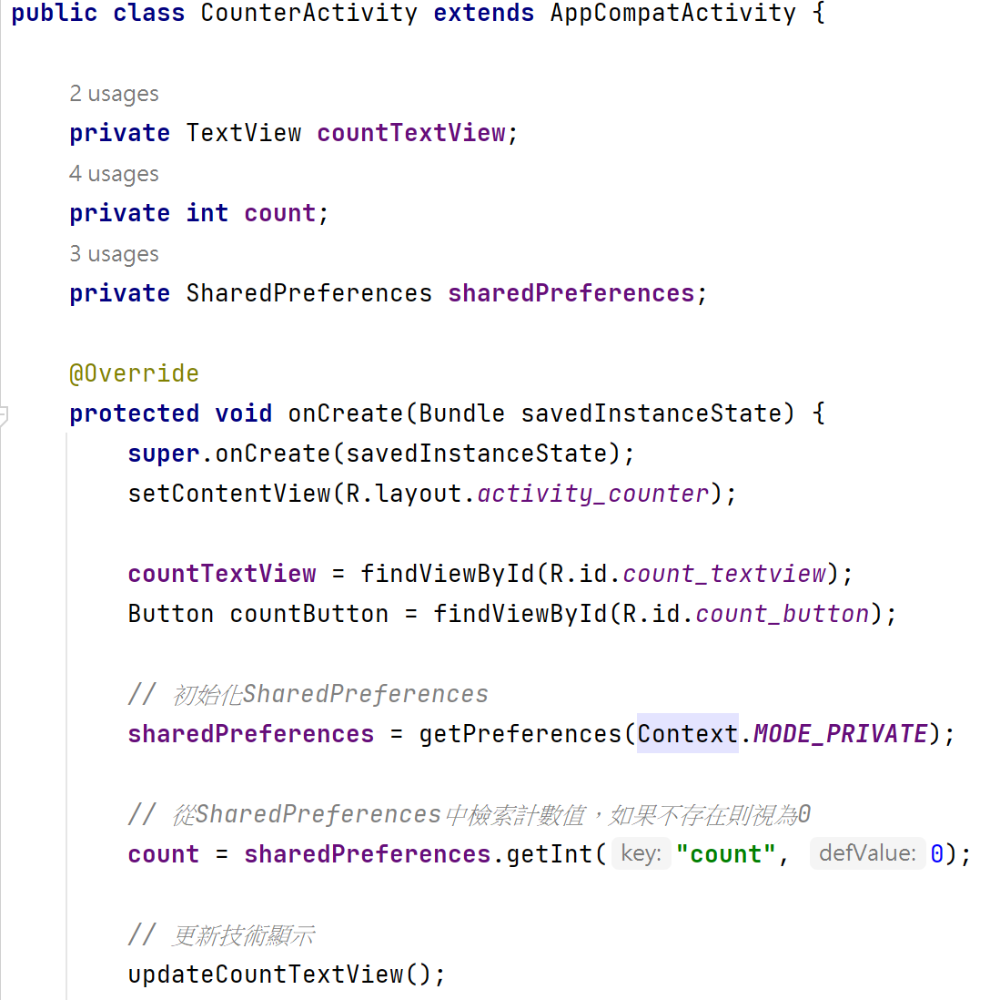 public class CounterActivity extends AppCompatActivity {
2 usages
private TextView countTextView;
4 usages
private int count;
3 usages
private SharedPreferences sharedPreferences;
@Override
protected void onCreate(Bundle savedInstanceState) {
super.onCreate(savedInstanceState);
setContentView(R.layout.activity_counter);
countTextView = findViewById(R.id.count_textview);
Button countButton = findViewById(R.id.count_button);
// 初始化SharedPreferences
sharedPreferences = getPreferences(Context.MODE_PRIVATE);
// 從SharedPreferences中檢索計數值，如果不存在則視為0
count = sharedPreferences.getInt( key: "count", defValue: 0);
// 更新技術顯示
updateCountTextView();